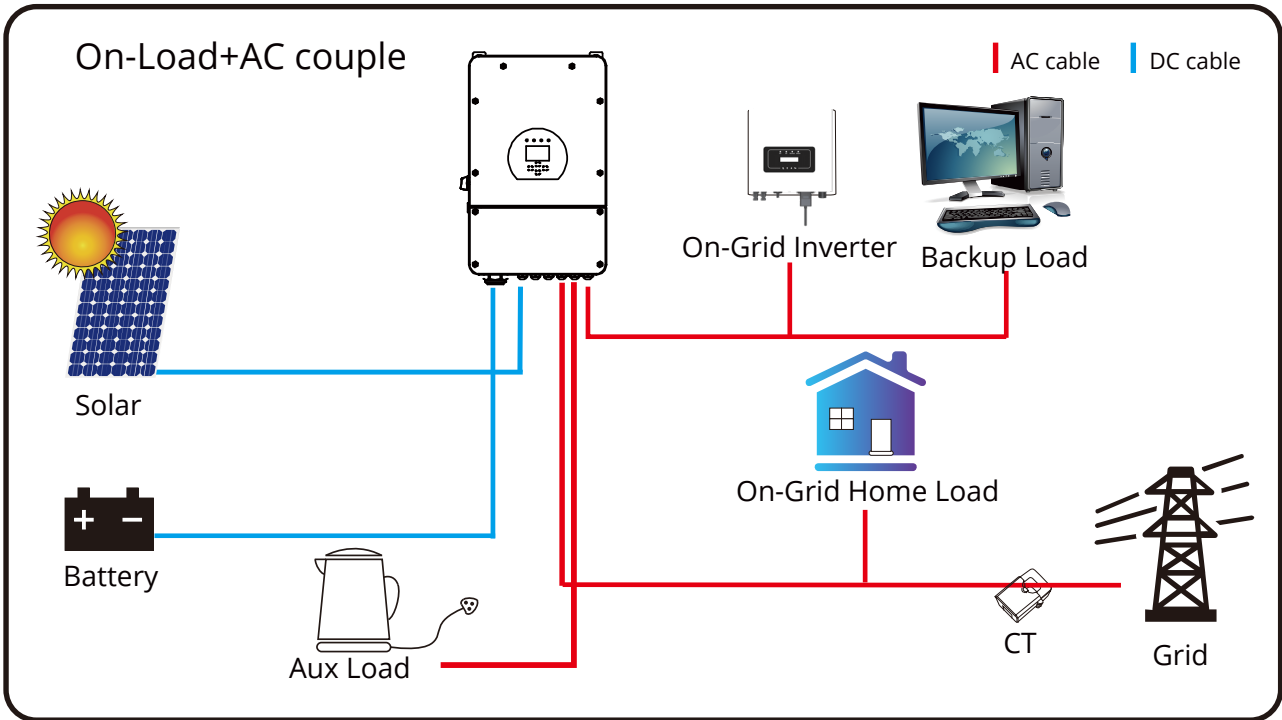 On-Load+AC couple
AC cable
DC cable
On-Grid Inverter
Backup Load
Solar
On-Grid Home Load
+ −
Battery
Aux Load
CT
Grid